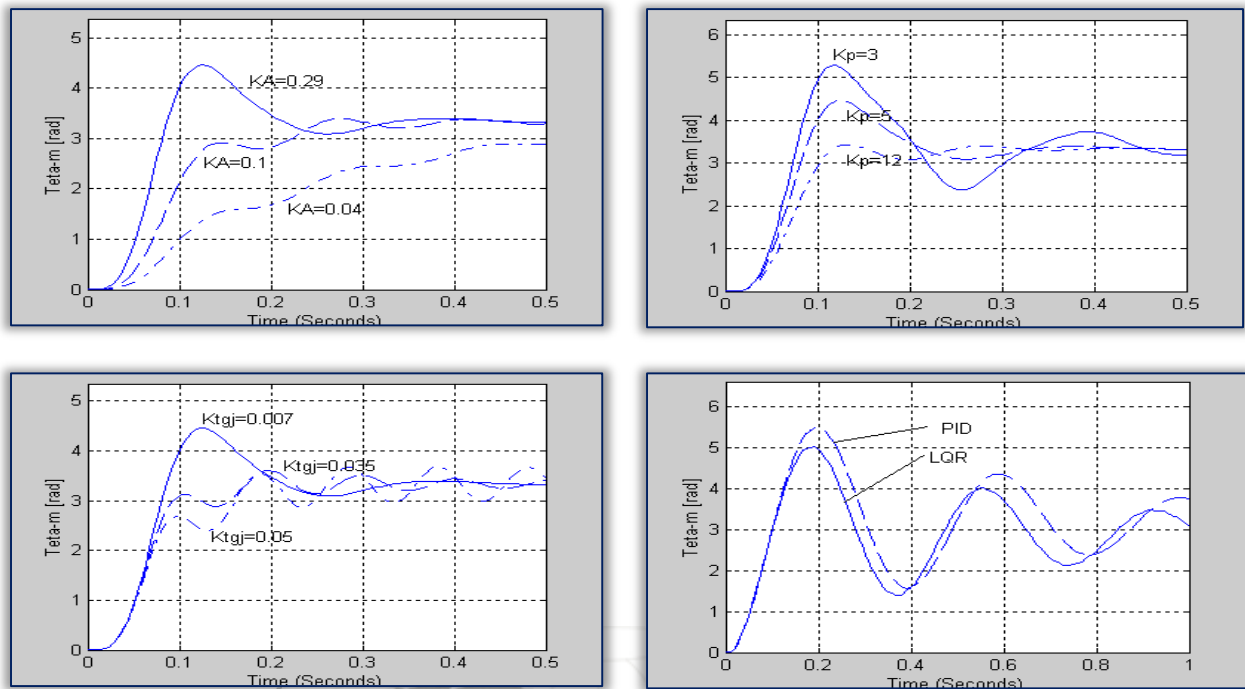 Teta-m [rad]
5
4
3
2
1
0
KA=0.29
KA=0.1
KA=0.04
0 0.1 0.2 0.3 0.4 0.5
Time (Seconds)
Teta-m [rad]
6
5
4
3
2
1
0
Kp=3
Kp=5
Kp=12
0 0.1 0.2 0.3 0.4 0.5
Time (Seconds)
Teta-m [rad]
5
4
3
2
1
0
Ktgj=0.007
Ktgj=0.035
Ktgj=0.05
0 0.1 0.2 0.3 0.4 0.5
Time (Seconds)
Teta-m [rad]
6
5
4
3
2
1
0
PID
LQR
0 0.2 0.4 0.6 0.8 1
Time (Seconds)